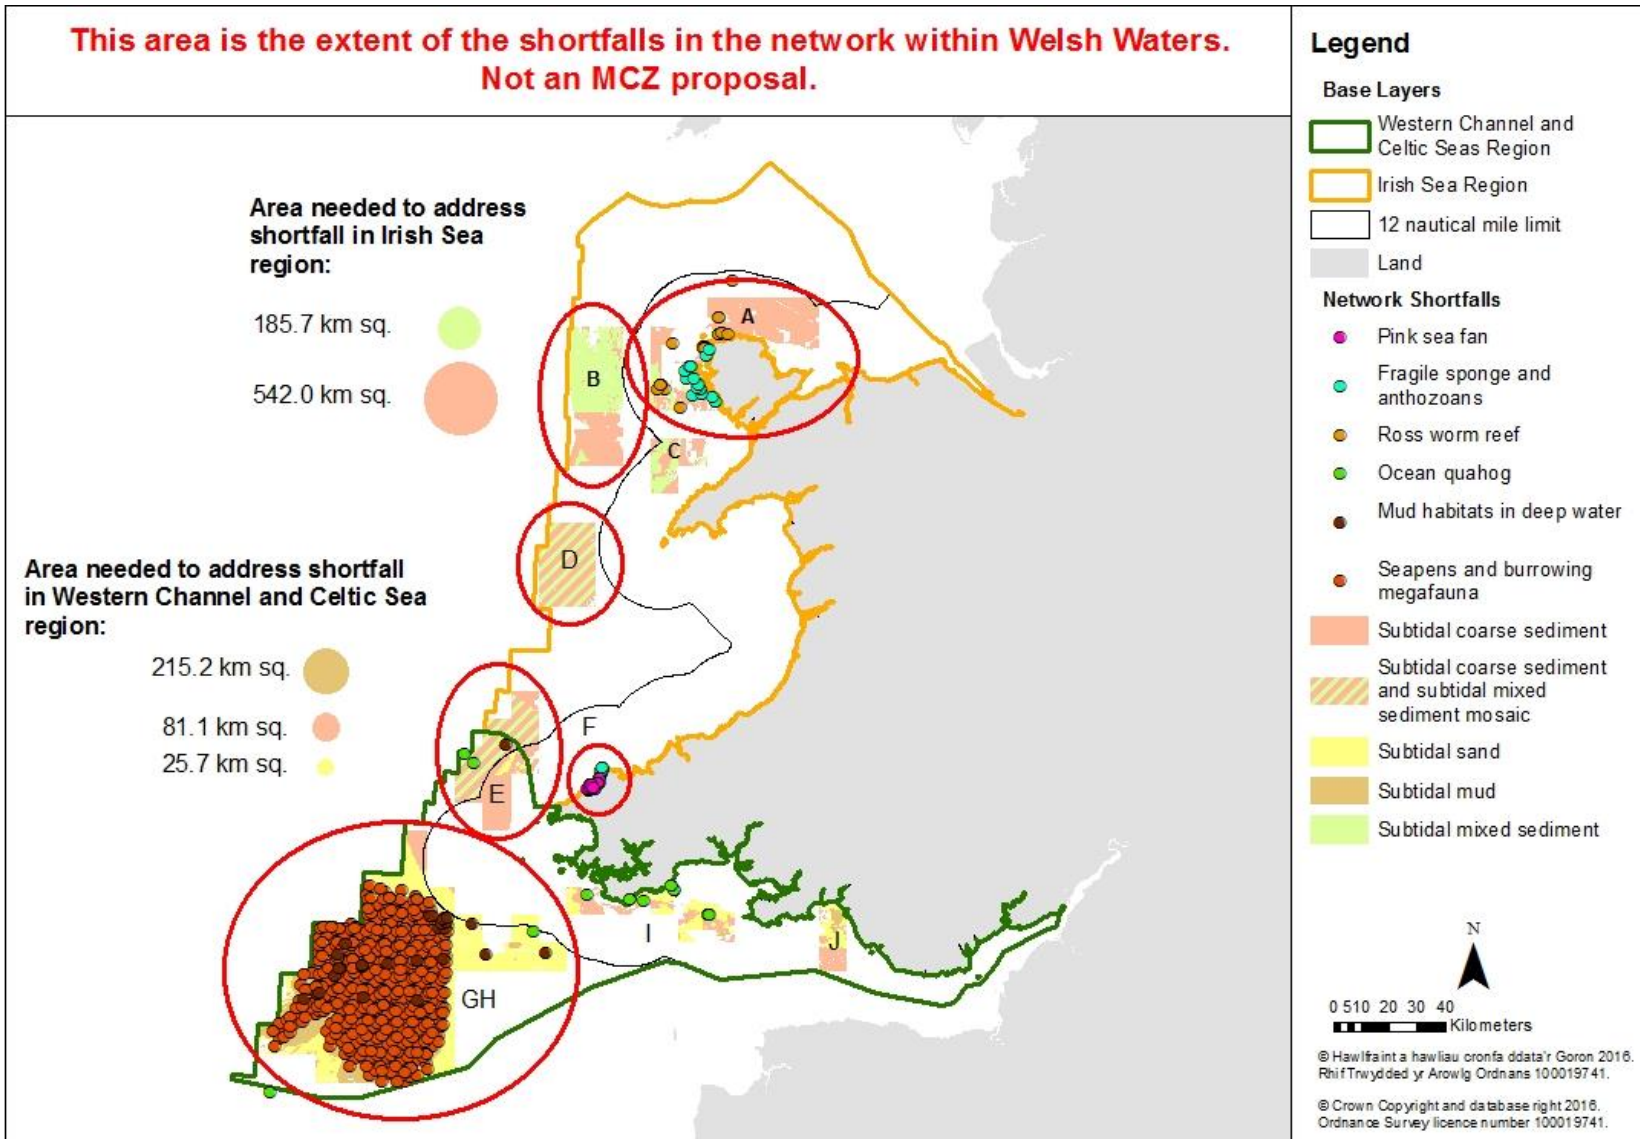 This area is the extent of the shortfalls in the network within Welsh Waters.
Not an MCZ proposal.
Area needed to address
shortfall in Irish Sea
region:
185.7 km sq.
542.0 km sq.
Area needed to address shortfall
in Western Channel and Celtic Sea
region:
215.2 km sq.
81.1 km sq.
25.7 km sq.
A
B
C
D
E
F
GH
I
J
Legend
Base Layers
Western Channel and
Celtic Seas Region
Irish Sea Region
12 nautical mile limit
Land
Network Shortfalls
Pink sea fan
Fragile sponge and
anthozoans
Ross worm reef
Ocean quahog
Mud habitats in deep water
Seapens and burrowing
megafauna
Subtidal coarse sediment
Subtidal coarse sediment
and subtidal mixed
sediment mosaic
Subtidal sand
Subtidal mud
Subtidal mixed sediment
N
0 510 20 30 40
Kilometers
© Hawlfraint a hawliau cronfa ddata'r Goron 2016.
Rhif Trwydded yr Arowlg Ordnans 100019741.
© Crown Copyright and database right 2016.
Ordnance Survey licence number 100019741.